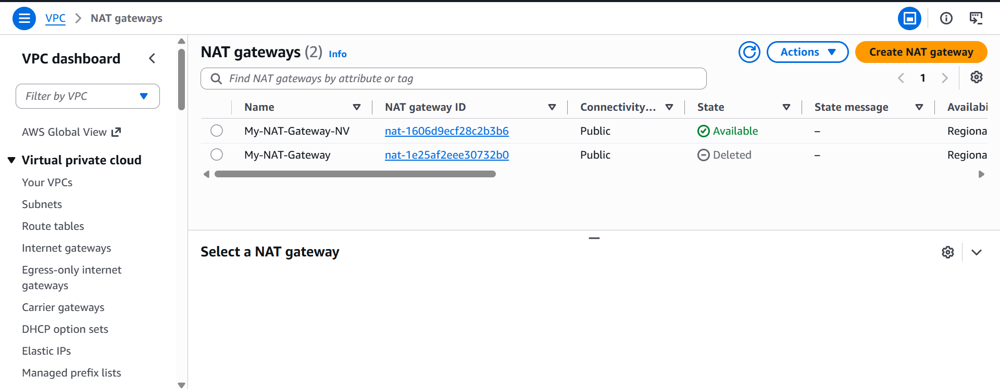 VPC
NAT gateways
VPC dashboard
Filter by VPC
AWS Global View
Virtual private cloud
Your VPCs
Subnets
Route tables
Internet gateways
Egress-only internet
gateways
Carrier gateways
DHCP option sets
Elastic IPs
Managed prefix lists
NAT gateways (2) Info
Actions
Create NAT gateway
Find NAT gateways by attribute or tag
1
Name NAT gateway ID Connectivity... State State message Availabi
My-NAT-Gateway-NV nat-1606d9ecf28c2b3b6 Public Available – Regiona
My-NAT-Gateway nat-1e25af2eee30732b0 Public Deleted – Regiona
Select a NAT gateway